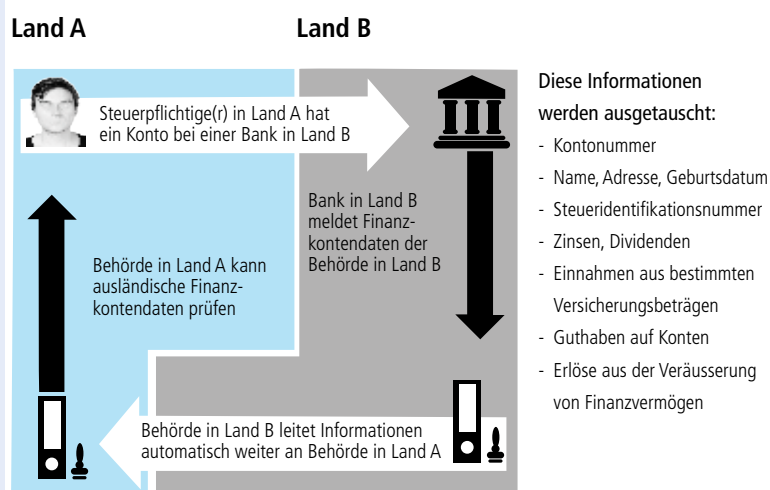 Land A
Land B
Steuerpflichtige(r) in Land A hat
ein Konto bei einer Bank in Land B
Bank in Land B
meldet Finanz-
kontendaten der
Behörde in Land B
Behörde in Land A kann
ausländische Finanz-
kontendaten prüfen
Behörde in Land B leitet Informationen
automatisch weiter an Behörde in Land A
Diese Informationen
werden ausgetauscht:
- Kontonummer
- Name, Adresse, Geburtsdatum
- Steueridentifikationsnummer
- Zinsen, Dividenden
- Einnahmen aus bestimmten
Versicherungsbeträgen
- Guthaben auf Konten
- Erlöse aus der Veräusserung
von Finanzvermögen